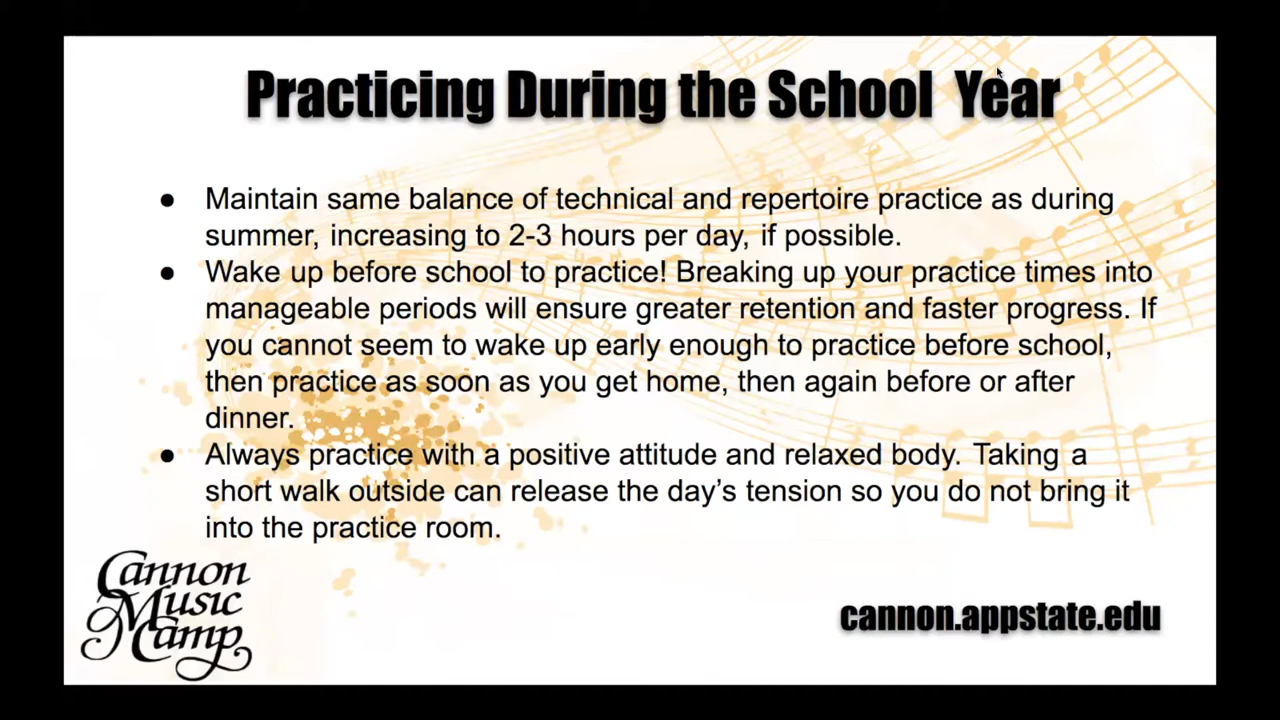 Practicing During the School Year
● Maintain same balance of technical and repertoire practice as during
summer, increasing to 2-3 hours per day, if possible.
● Wake up before school to practice! Breaking up your practice times into
manageable periods will ensure greater retention and faster progress. If
you cannot seem to wake up early enough to practice before school,
then practice as soon as you get home, then again before or after
dinner.
● Always practice with a positive attitude and relaxed body. Taking a
short walk outside can release the day’s tension so you do not bring it
into the practice room.
Cannon
Music
Camp
cannon.appstate.edu